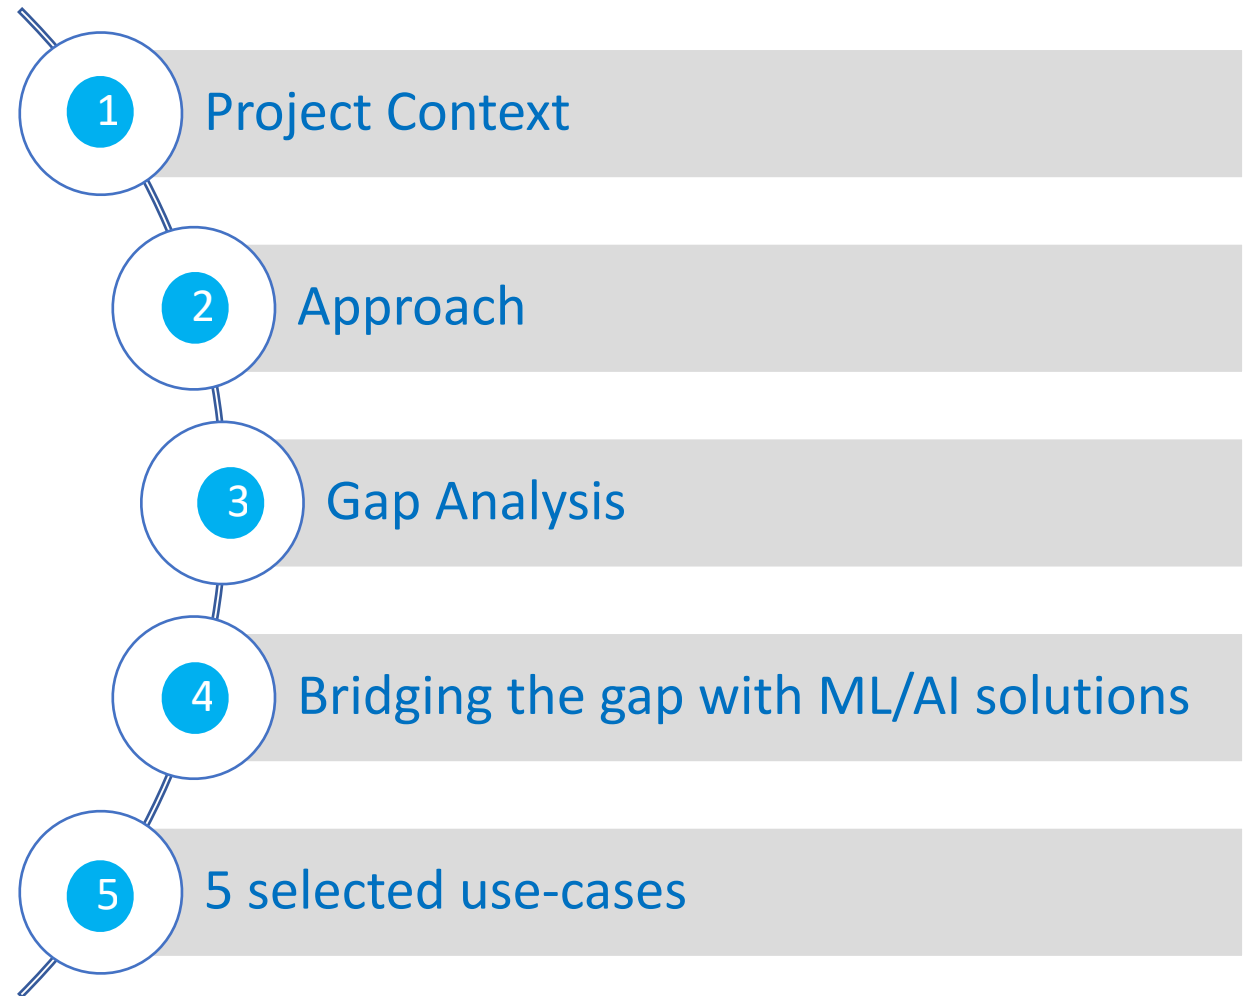 1 Project Context
2 Approach
3 Gap Analysis
4 Bridging the gap with ML/AI solutions
5 5 selected use-cases